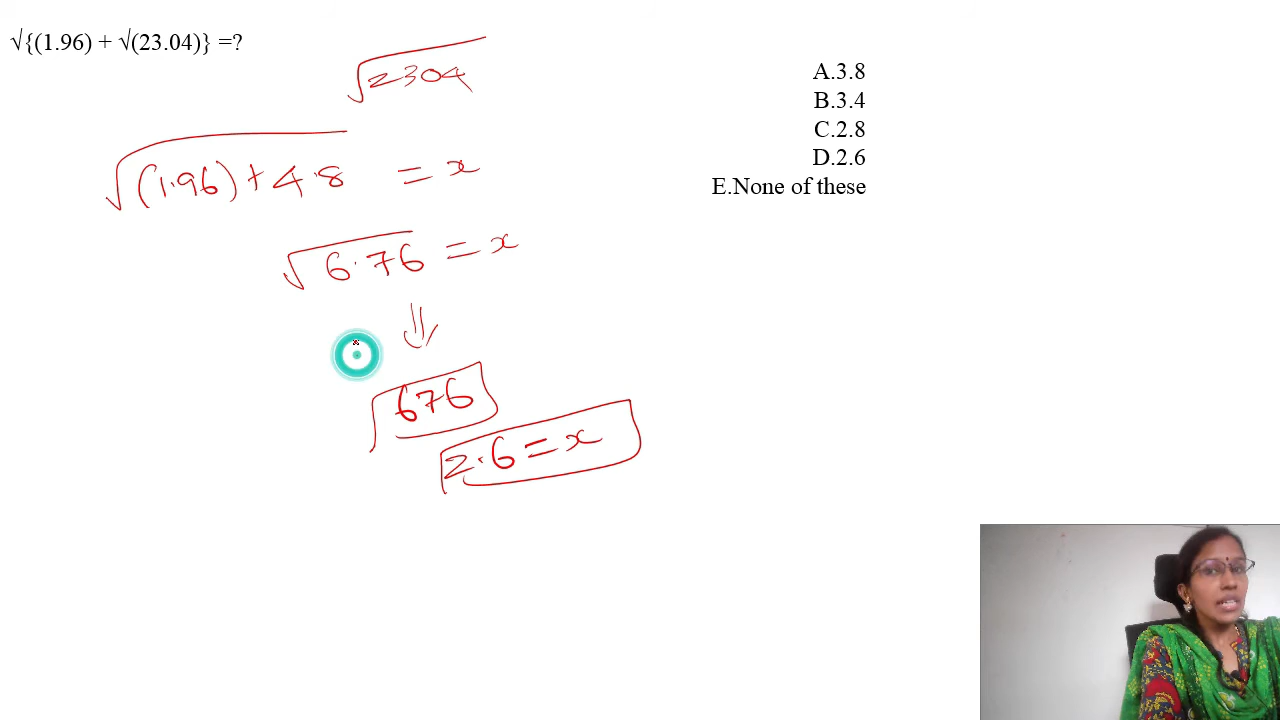 √{(1.96) + √(23.04)} =?
√2304
√(1.96) + 4.8 = x
√6.76 = x
⇓
676
2.6 = x
A.3.8
B.3.4
C.2.8
D.2.6
E.None of these